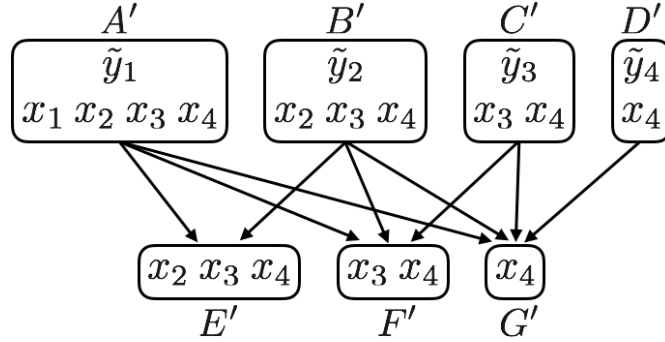 A′ B′ C′ D′
ỹ₁ ỹ₂ ỹ₃ ỹ₄
x₁ x₂ x₃ x₄ x₂ x₃ x₄ x₃ x₄ x₄
x₂ x₃ x₄ x₃ x₄ x₄
E′ F′ G′